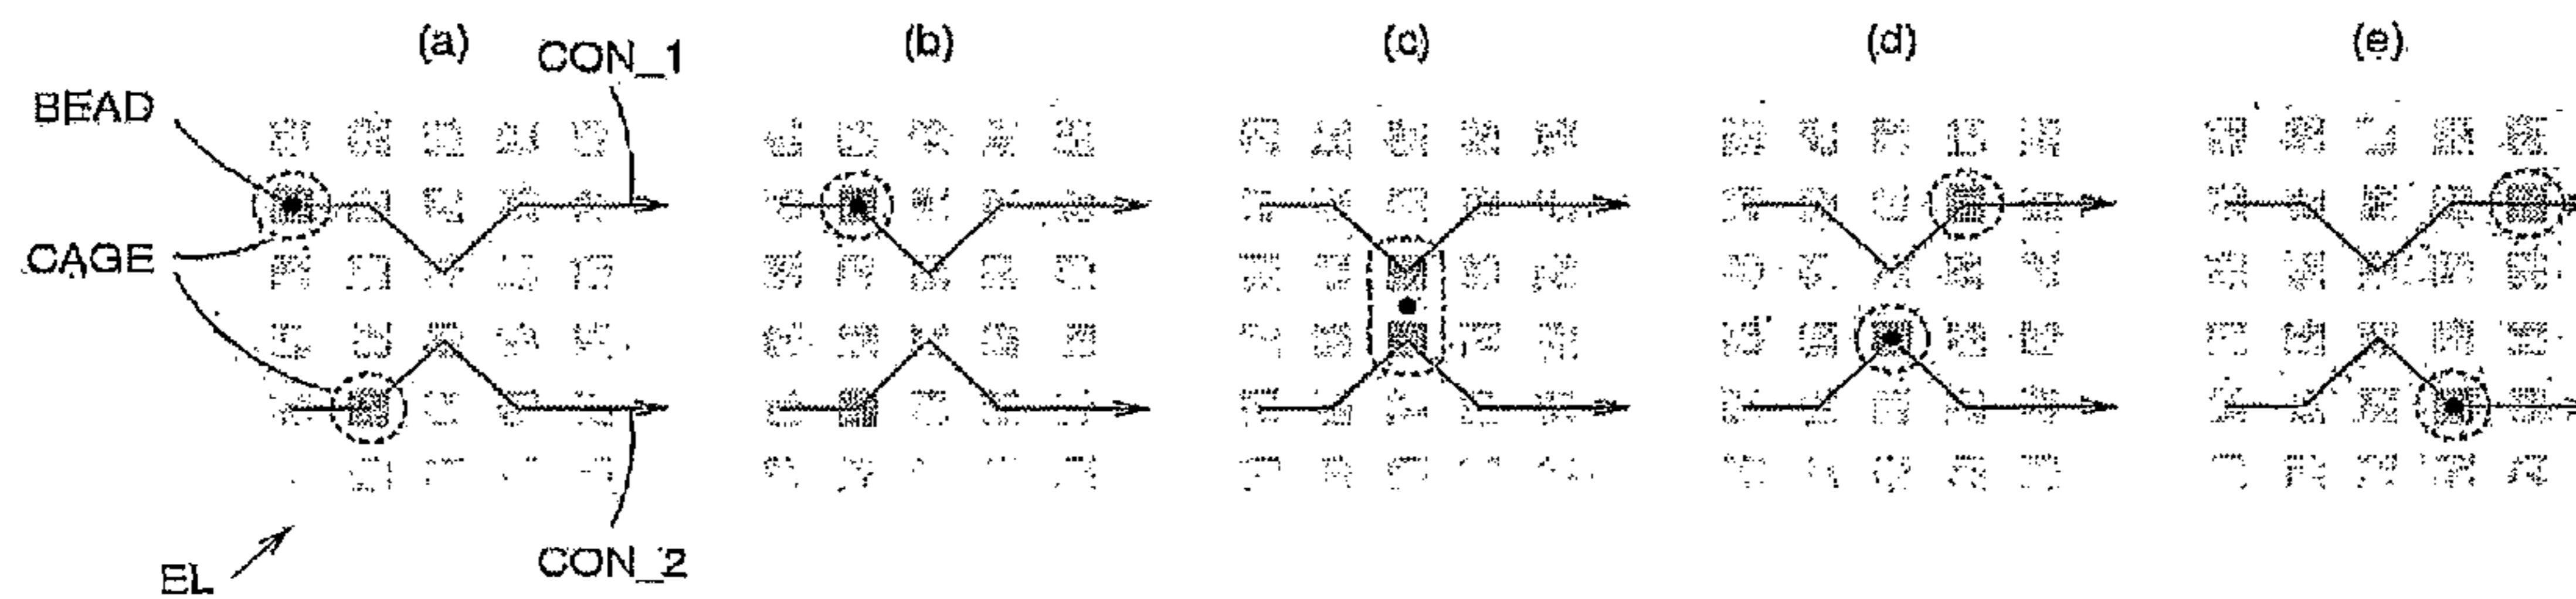 (a) (b) (c) (d) (e)
CON_1
BEAD
CAGE
CON_2
EL